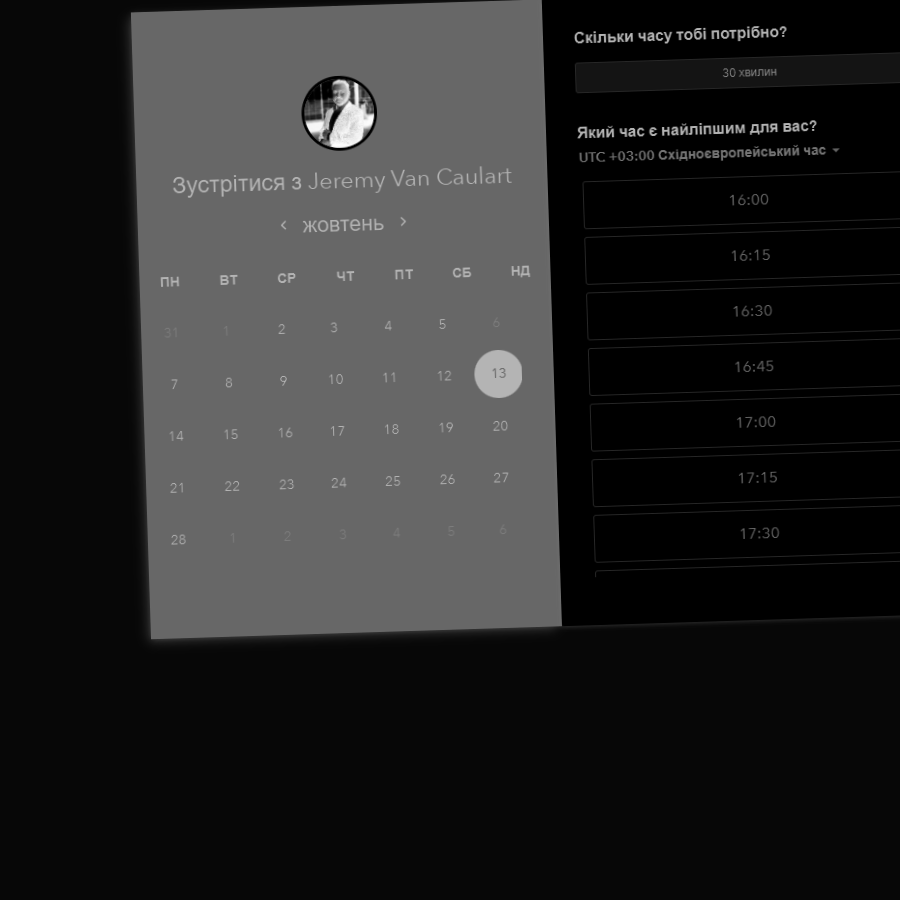 Зустрітися з Jeremy Van Caulart
жовтень
ПН ВТ СР ЧТ ПТ СБ НД
31 1 2 3 4 5 6
7 8 9 10 11 12 13
14 15 16 17 18 19 20
21 22 23 24 25 26 27
28 1 2 3 4 5 6
Скільки часу тобі потрібно?
30 хвилин
Який час є найліпшим для вас?
UTC +03:00 Східноєвропейський час
16:00
16:15
16:30
16:45
17:00
17:15
17:30